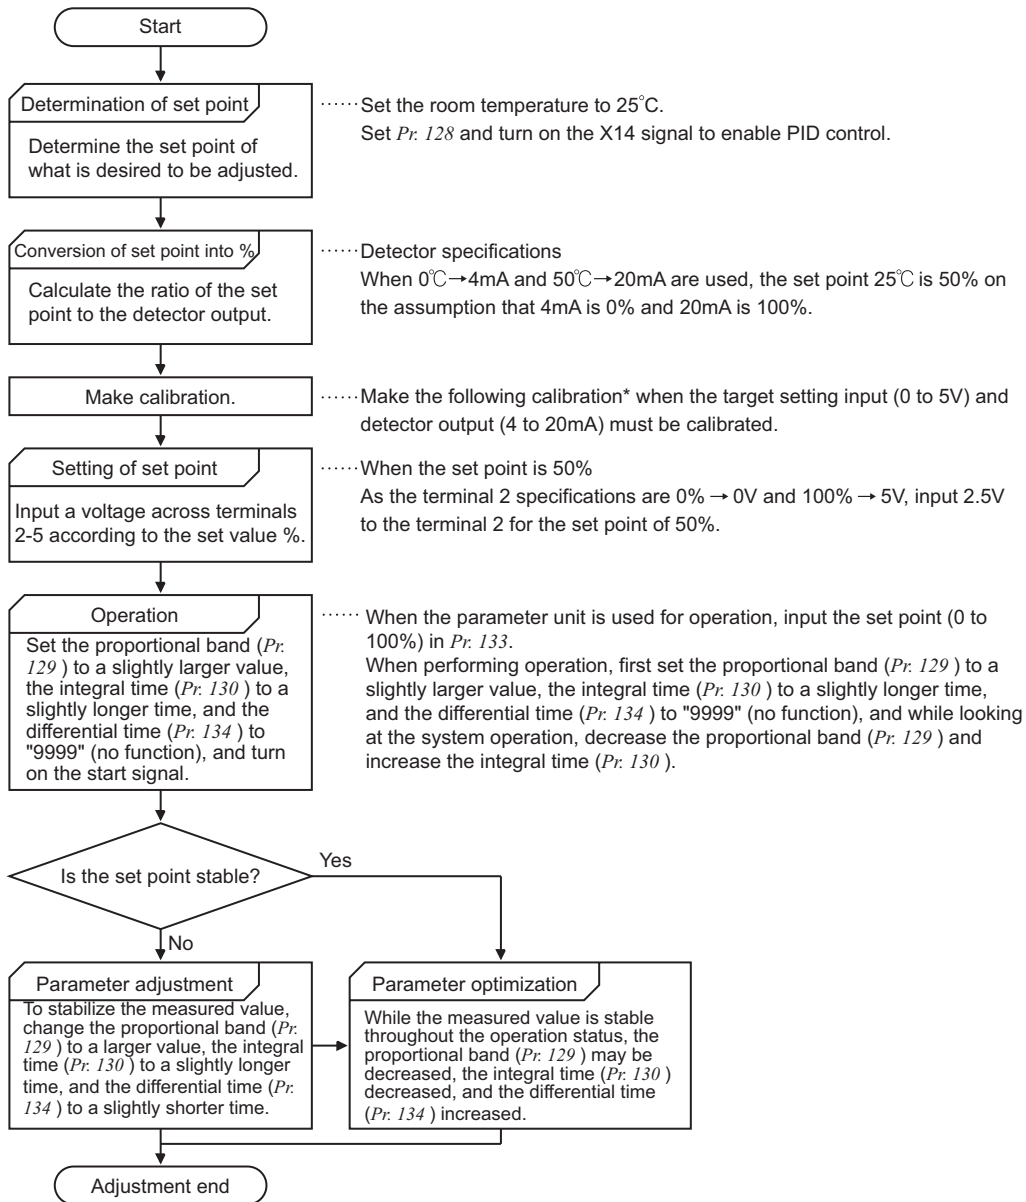 Start
Determination of set point
Determine the set point of
what is desired to be adjusted.
······Set the room temperature to 25°C.
Set Pr. 128 and turn on the X14 signal to enable PID control.
Conversion of set point into %
Calculate the ratio of the set
point to the detector output.
······Detector specifications
When 0℃→4mA and 50℃→20mA are used, the set point 25℃ is 50% on
the assumption that 4mA is 0% and 20mA is 100%.
Make calibration.
······Make the following calibration* when the target setting input (0 to 5V) and
detector output (4 to 20mA) must be calibrated.
Setting of set point
Input a voltage across terminals
2-5 according to the set value %.
······When the set point is 50%
As the terminal 2 specifications are 0% → 0V and 100% → 5V, input 2.5V
to the terminal 2 for the set point of 50%.
Operation
Set the proportional band (Pr.
129 ) to a slightly larger value,
the integral time (Pr. 130 ) to a
slightly longer time, and the
differential time (Pr. 134 ) to
"9999" (no function), and turn
on the start signal.
······ When the parameter unit is used for operation, input the set point (0 to
100%) in Pr. 133.
When performing operation, first set the proportional band (Pr. 129 ) to a
slightly larger value, the integral time (Pr. 130 ) to a slightly longer time,
and the differential time (Pr. 134 ) to "9999" (no function), and while looking
at the system operation, decrease the proportional band (Pr. 129 ) and
increase the integral time (Pr. 130 ).
Is the set point stable?
Yes
No
Parameter adjustment
To stabilize the measured value,
change the proportional band (Pr.
129 ) to a larger value, the integral
time (Pr. 130 ) to a slightly longer
time, and the differential time (Pr.
134 ) to a slightly shorter time.
Parameter optimization
While the measured value is stable
throughout the operation status, the
proportional band (Pr. 129 ) may be
decreased, the integral time (Pr. 130 )
decreased, and the differential time
(Pr. 134 ) increased.
Adjustment end